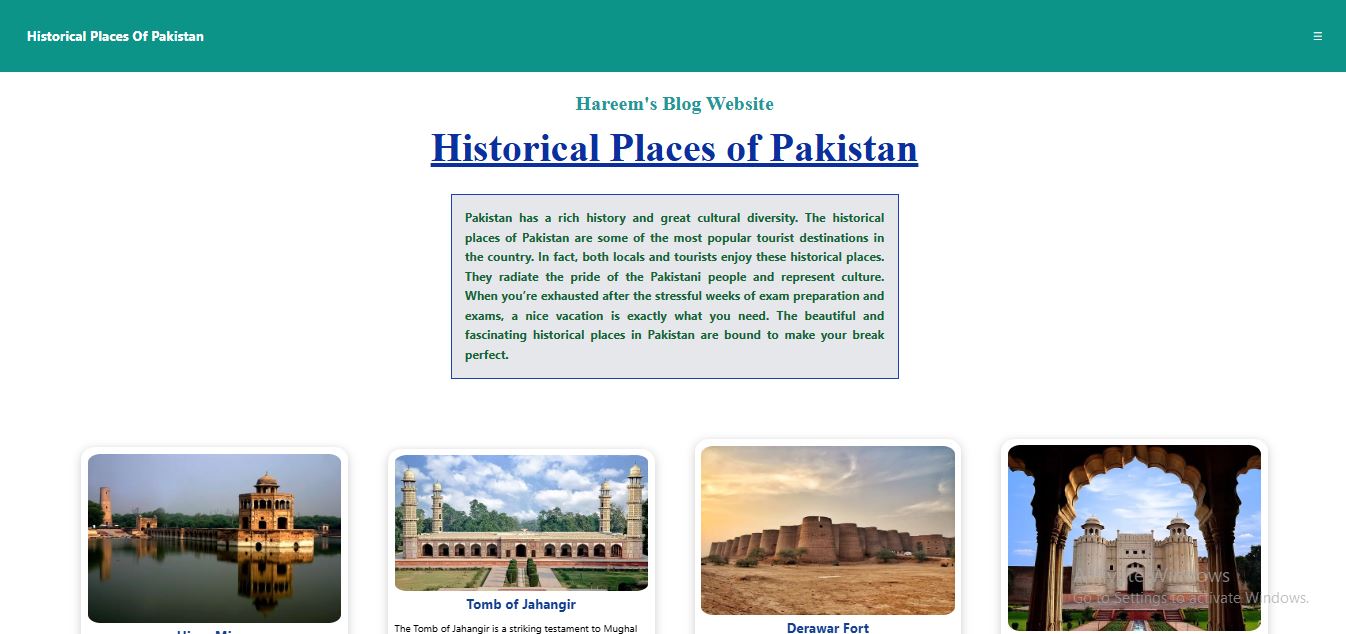 Historical Places Of Pakistan
☰
Hareem's Blog Website
Historical Places of Pakistan
Pakistan has a rich history and great cultural diversity. The historical
places of Pakistan are some of the most popular tourist destinations in
the country. In fact, both locals and tourists enjoy these historical places.
They radiate the pride of the Pakistani people and represent culture.
When you're exhausted after the stressful weeks of exam preparation and
exams, a nice vacation is exactly what you need. The beautiful and
fascinating historical places in Pakistan are bound to make your break
perfect.
Tomb of Jahangir
The Tomb of Jahangir is a striking testament to Mughal
Derawar Fort
Activate Windows
Go to Settings to activate Windows.